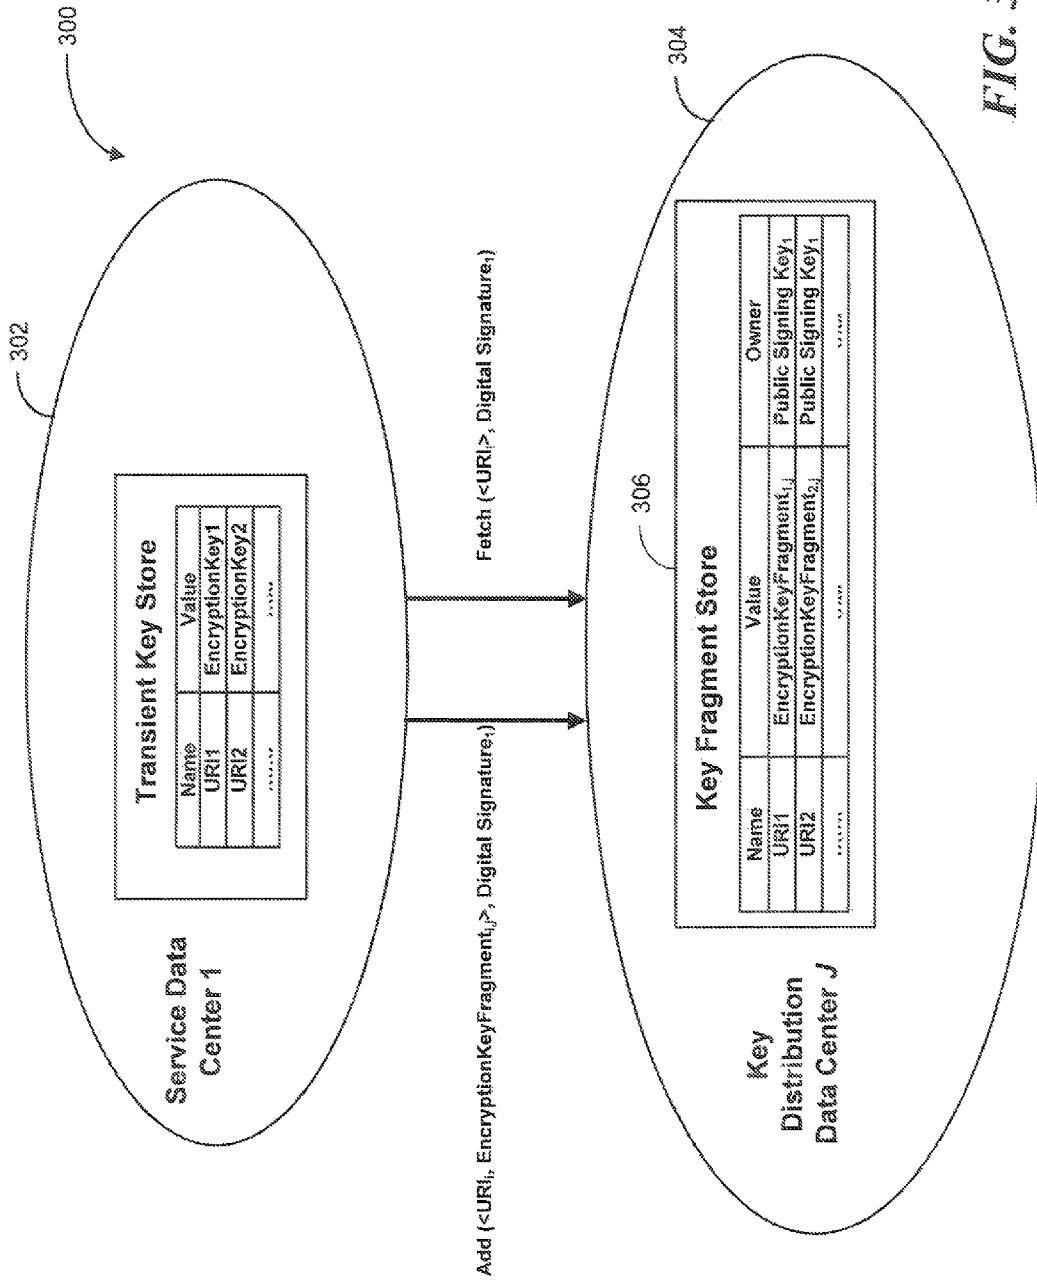 300
302
Service Data
Center 1
Transient Key Store
Name Value
URI1 EncryptionKey1
URI2 EncryptionKey2
Add (<URIi, EncryptionKeyFragmenti,j>, Digital Signature1)
Fetch (<URIi>, Digital Signature1)
304
Key
Distribution
Data Center J
306
Key Fragment Store
Name Value Owner
URI1 EncryptionKeyFragment1,j Public Signing Key1
URI2 EncryptionKeyFragment2,j Public Signing Key1
FIG.